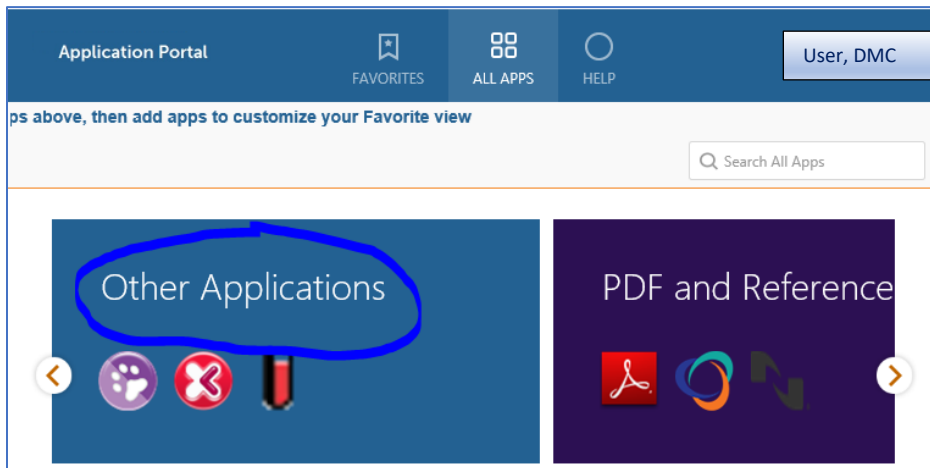 Application Portal
FAVORITES
ALL APPS
HELP
User, DMC
ps above, then add apps to customize your Favorite view
Search All Apps
Other Applications
PDF and Reference